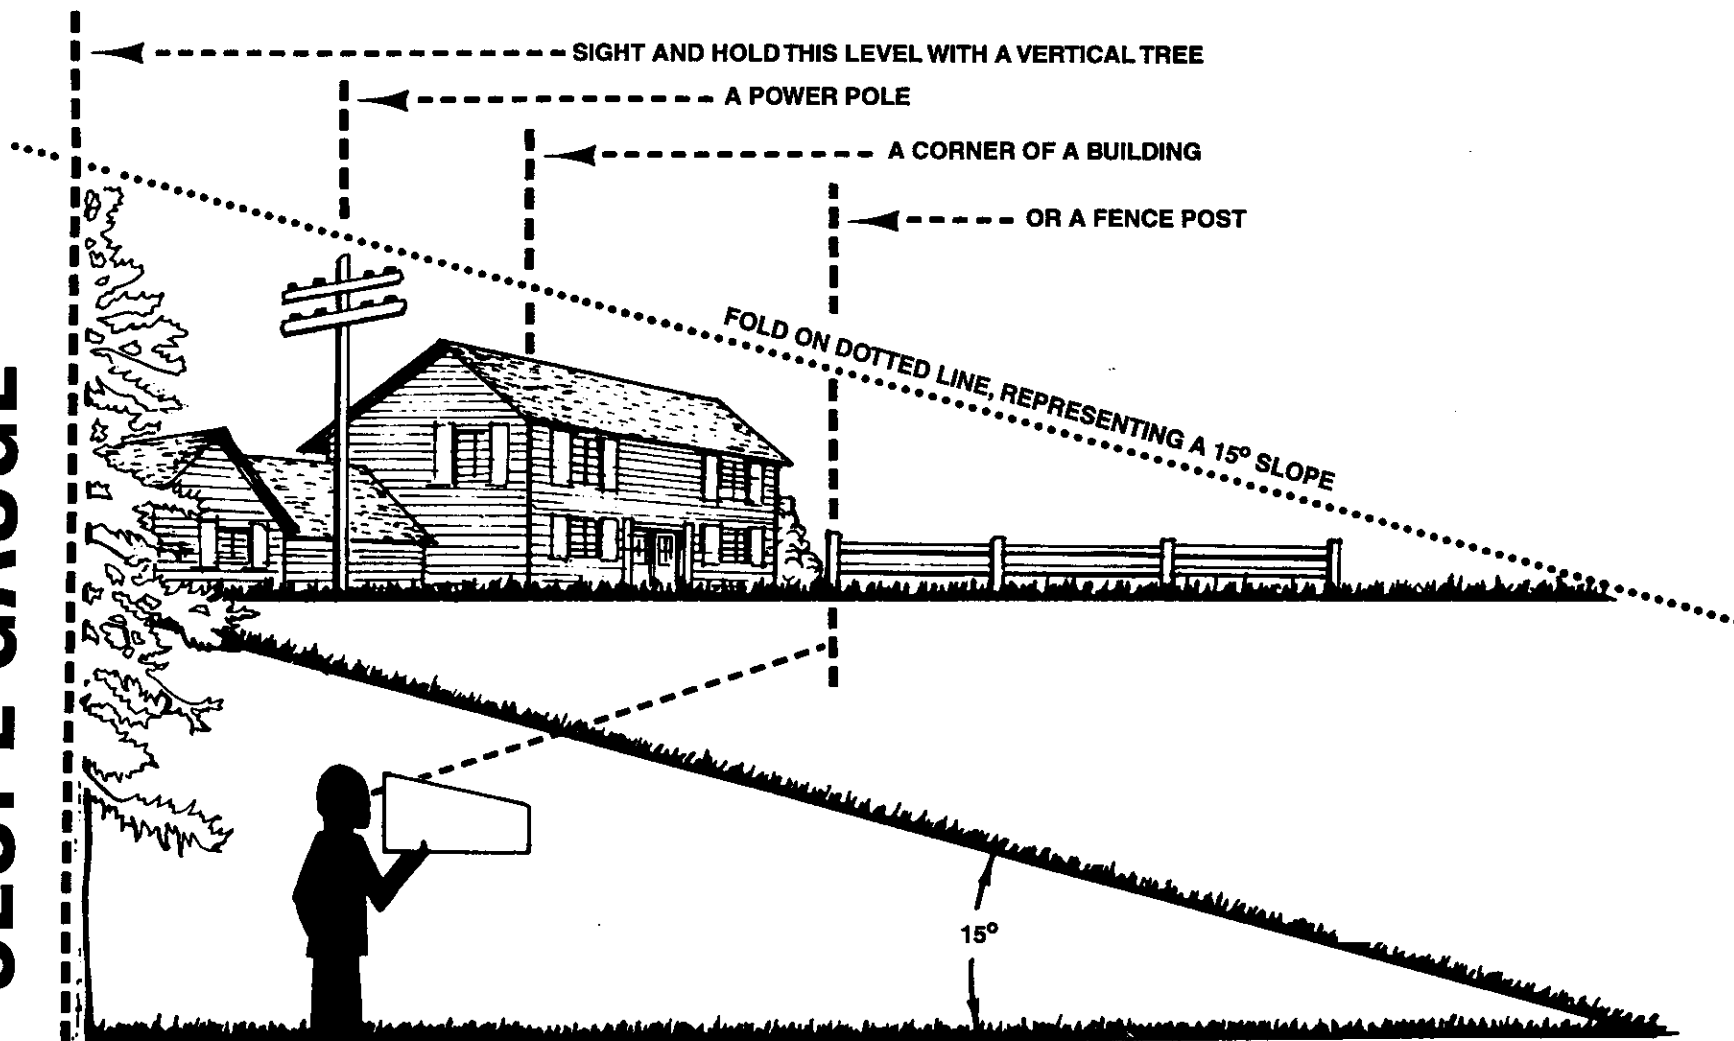 SIGHT AND HOLD THIS LEVEL WITH A VERTICAL TREE
A POWER POLE
A CORNER OF A BUILDING
OR A FENCE POST
FOLD ON DOTTED LINE, REPRESENTING A 15° SLOPE
15°